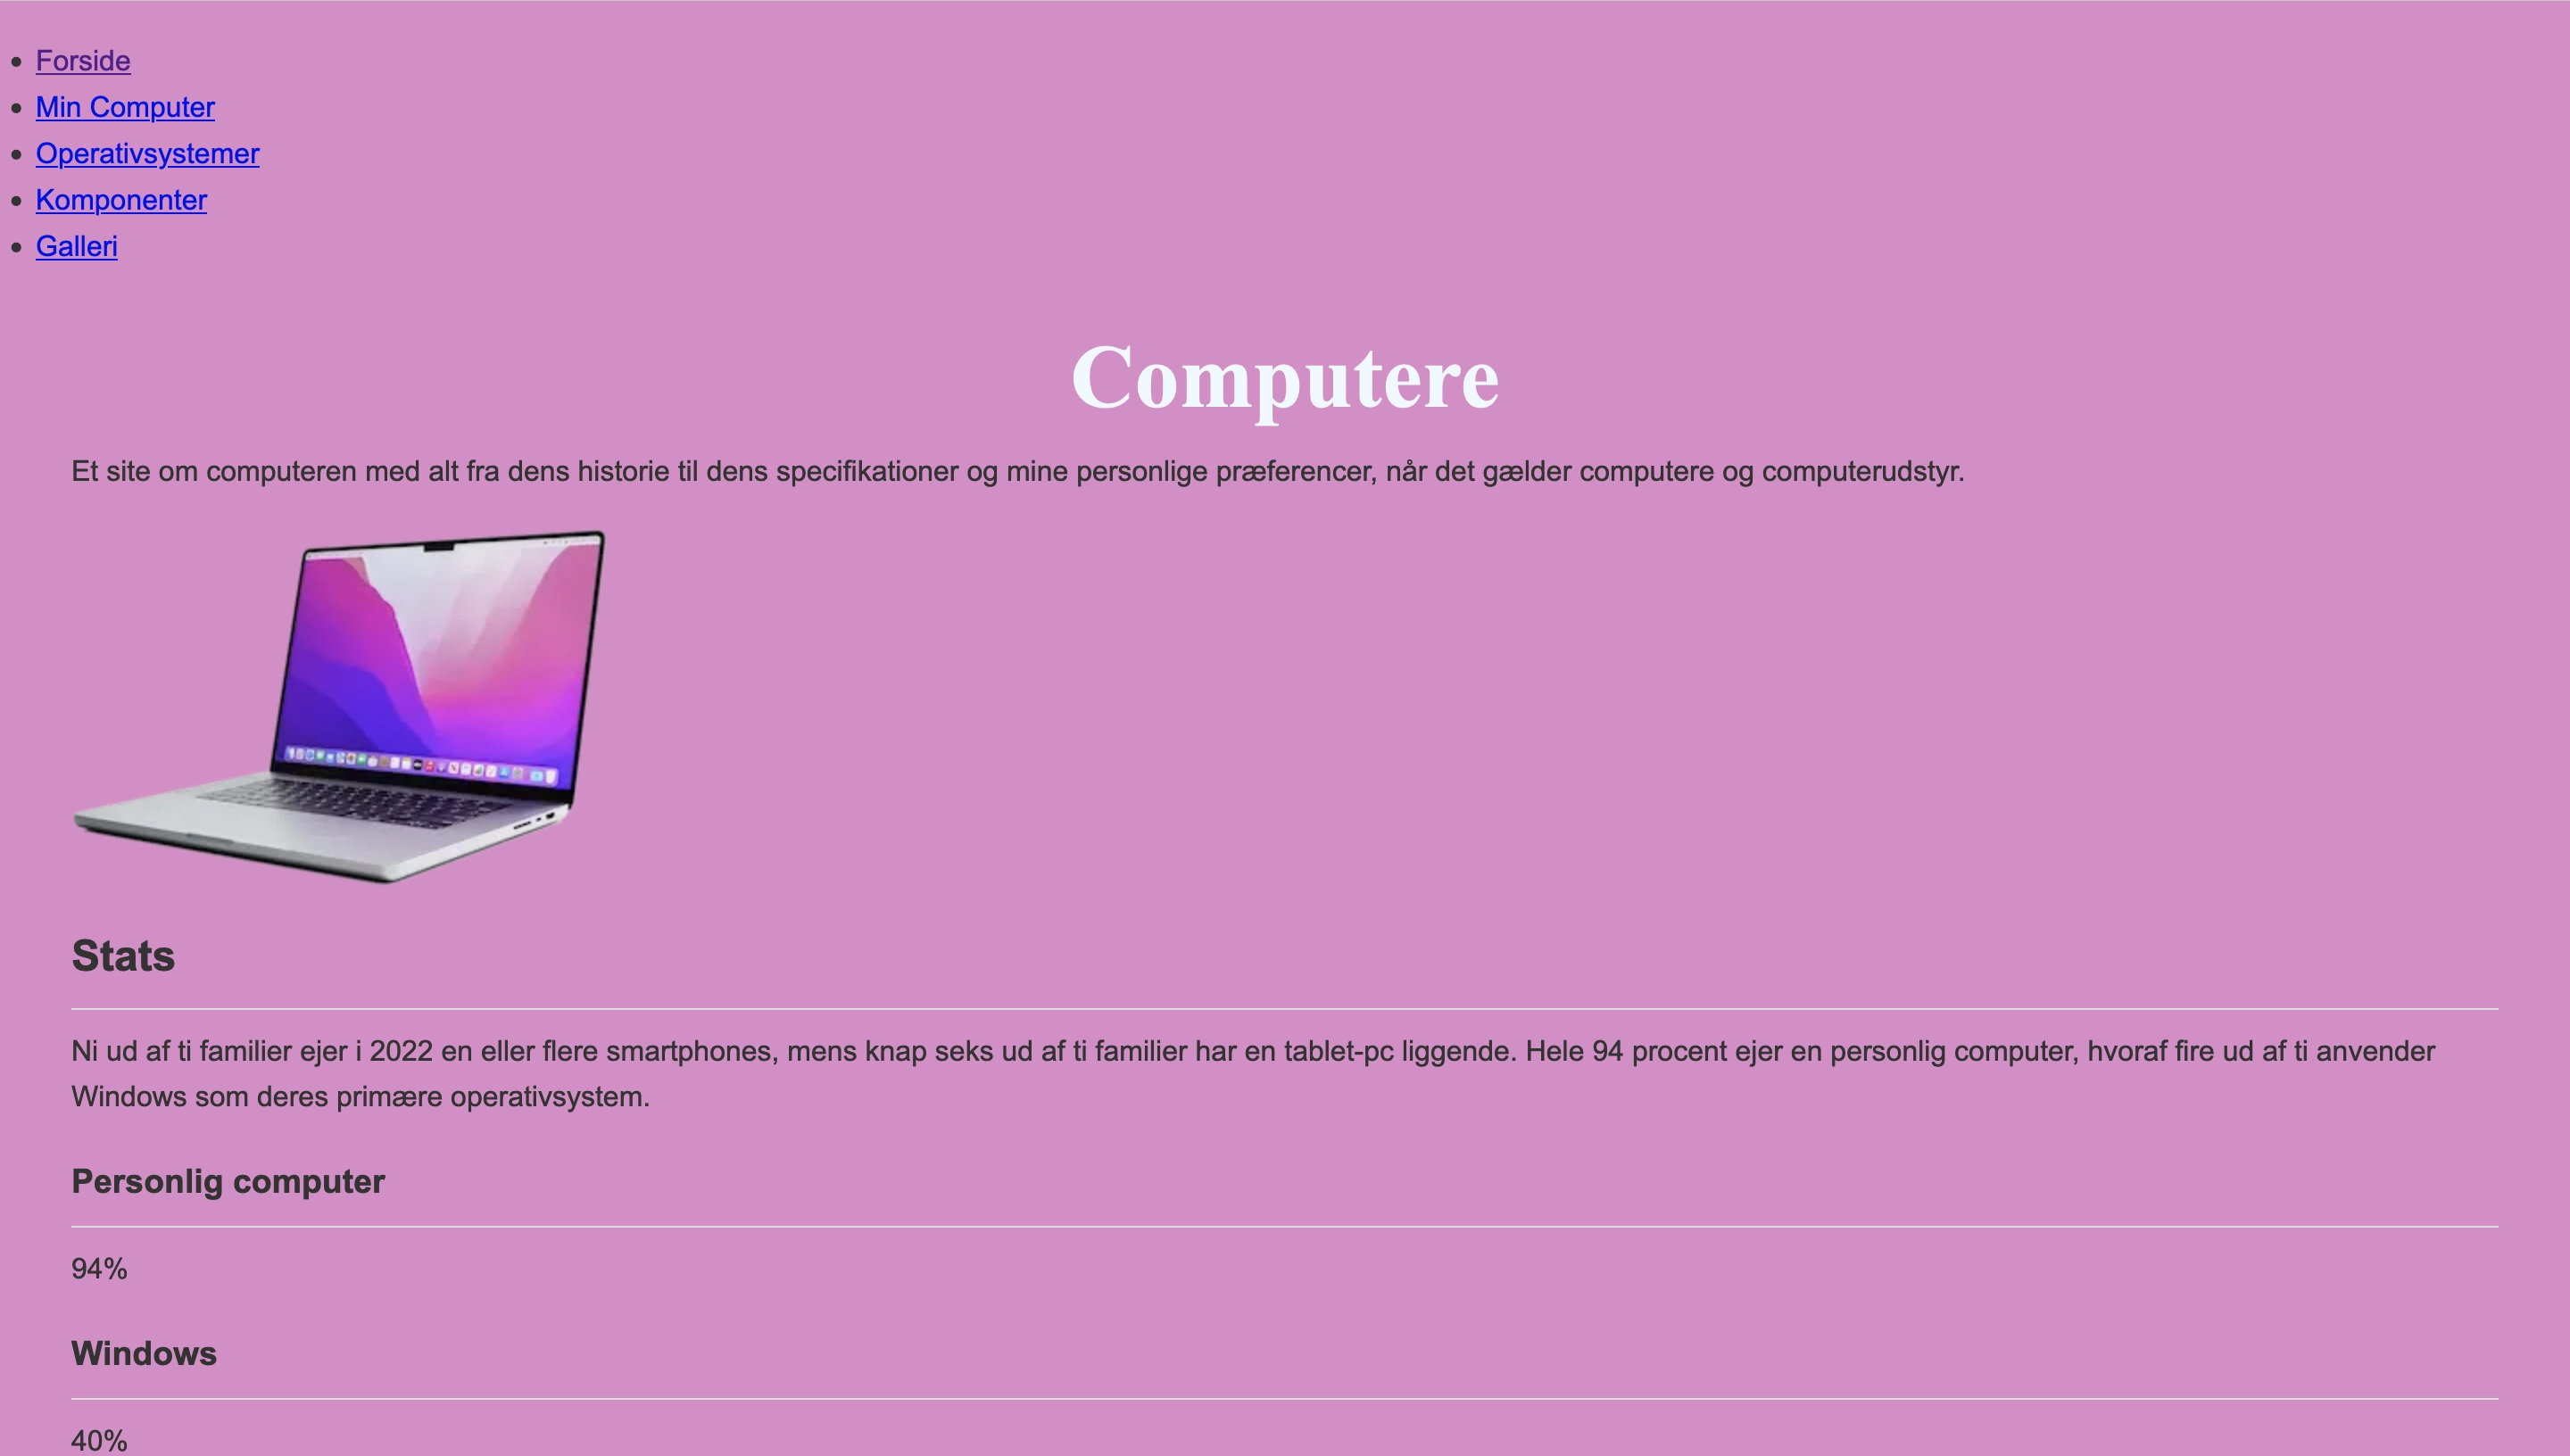 Forside
Min Computer
Operativsystemer
Komponenter
Galleri
Computere
Et site om computeren med alt fra dens historie til dens specifikationer og mine personlige præferencer, når det gælder computere og computerudstyr.
Stats
Ni ud af ti familier ejer i 2022 en eller flere smartphones, mens knap seks ud af ti familier har en tablet-pc liggende. Hele 94 procent ejer en personlig computer, hvoraf fire ud af ti anvender
Windows som deres primære operativsystem.
Personlig computer
94%
Windows
40%